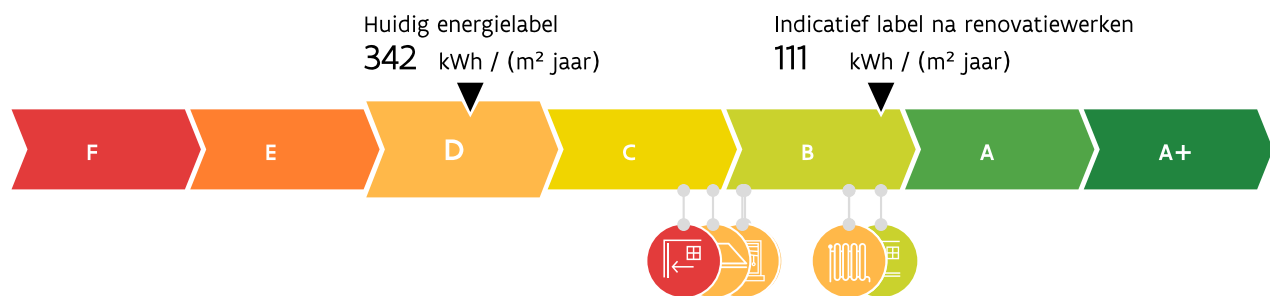 Huidig energielabel
342 kWh / (m² jaar)
Indicatief label na renovatiewerken
111 kWh / (m² jaar)
F E D C B A A+